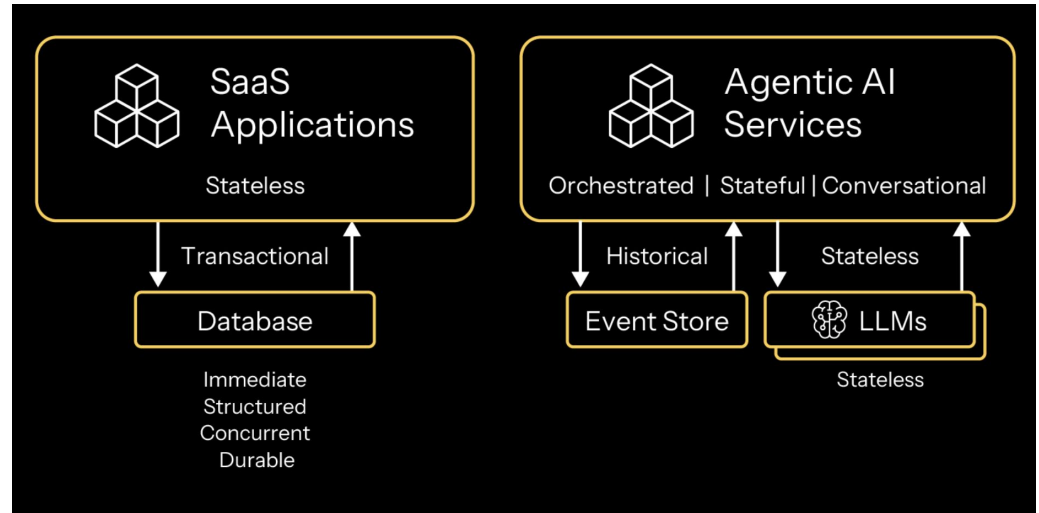 SaaS
Applications
Stateless
Transactional
Database
Immediate
Structured
Concurrent
Durable
Agentic AI
Services
Orchestrated | Stateful | Conversational
Historical
Stateless
Event Store
LLMs
Stateless